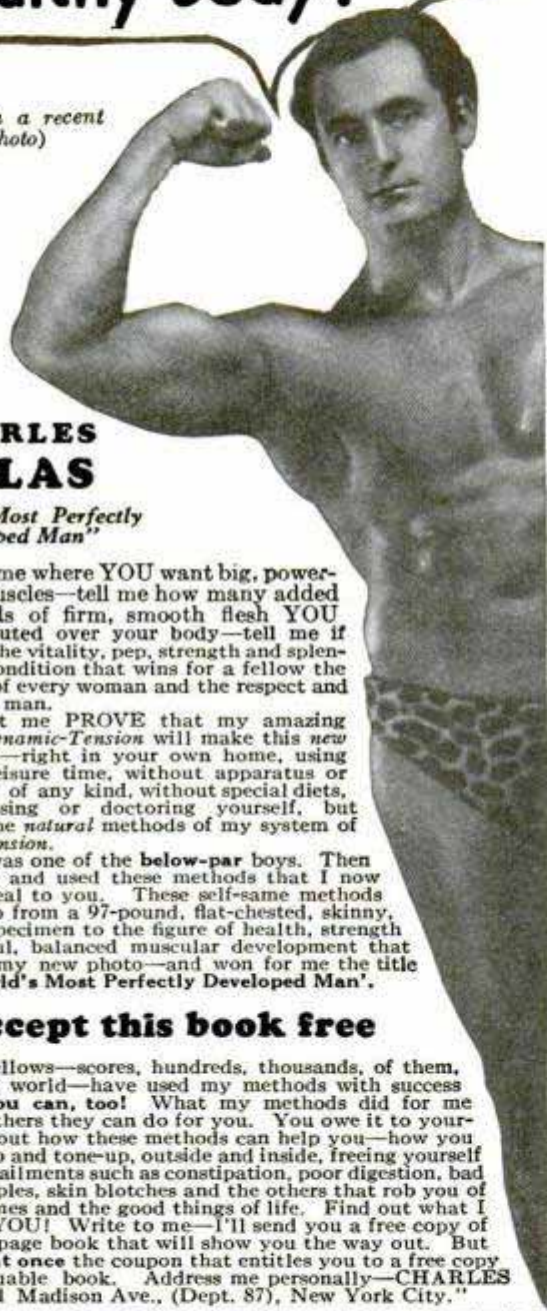 althy body?
a recent
hoto)
RLES
LAS
Most Perfectly
ped Man"
me where YOU want big, power-
uscles—tell me how many added
ls of firm, smooth flesh YOU
uted over your body—tell me if
he vitality, pep, strength and splen-
ondition that wins for a fellow the
of every woman and the respect and
man.
t me PROVE that my amazing
namic-Tension will make this new
—right in your own home, using
eisure time, without apparatus or
of any kind, without special diets,
sing or doctoring yourself, but
he natural methods of my system of
nsion.
was one of the below-par boys. Then
and used these methods that I now
eal to you. These self-same methods
from a 97-pound, flat-chested, skinny,
pecimen to the figure of health, strength
ul, balanced muscular development that
my new photo—and won for me the title
ld's Most Perfectly Developed Man'.
ccept this book free
llows—scores, hundreds, thousands, of them,
world—have used my methods with success
ou can, too! What my methods did for me
thers they can do for you. You owe it to your-
out how these methods can help you—how you
p and tone-up, outside and inside, freeing yourself
ailments such as constipation, poor digestion, bad
ples, skin blotches and the others that rob you of
mes and the good things of life. Find out what I
YOU! Write to me—I'll send you a free copy of
page book that will show you the way out. But
at once the coupon that entitles you to a free copy
uable book. Address me personally—CHARLES
Madison Ave., (Dept. 87), New York City."